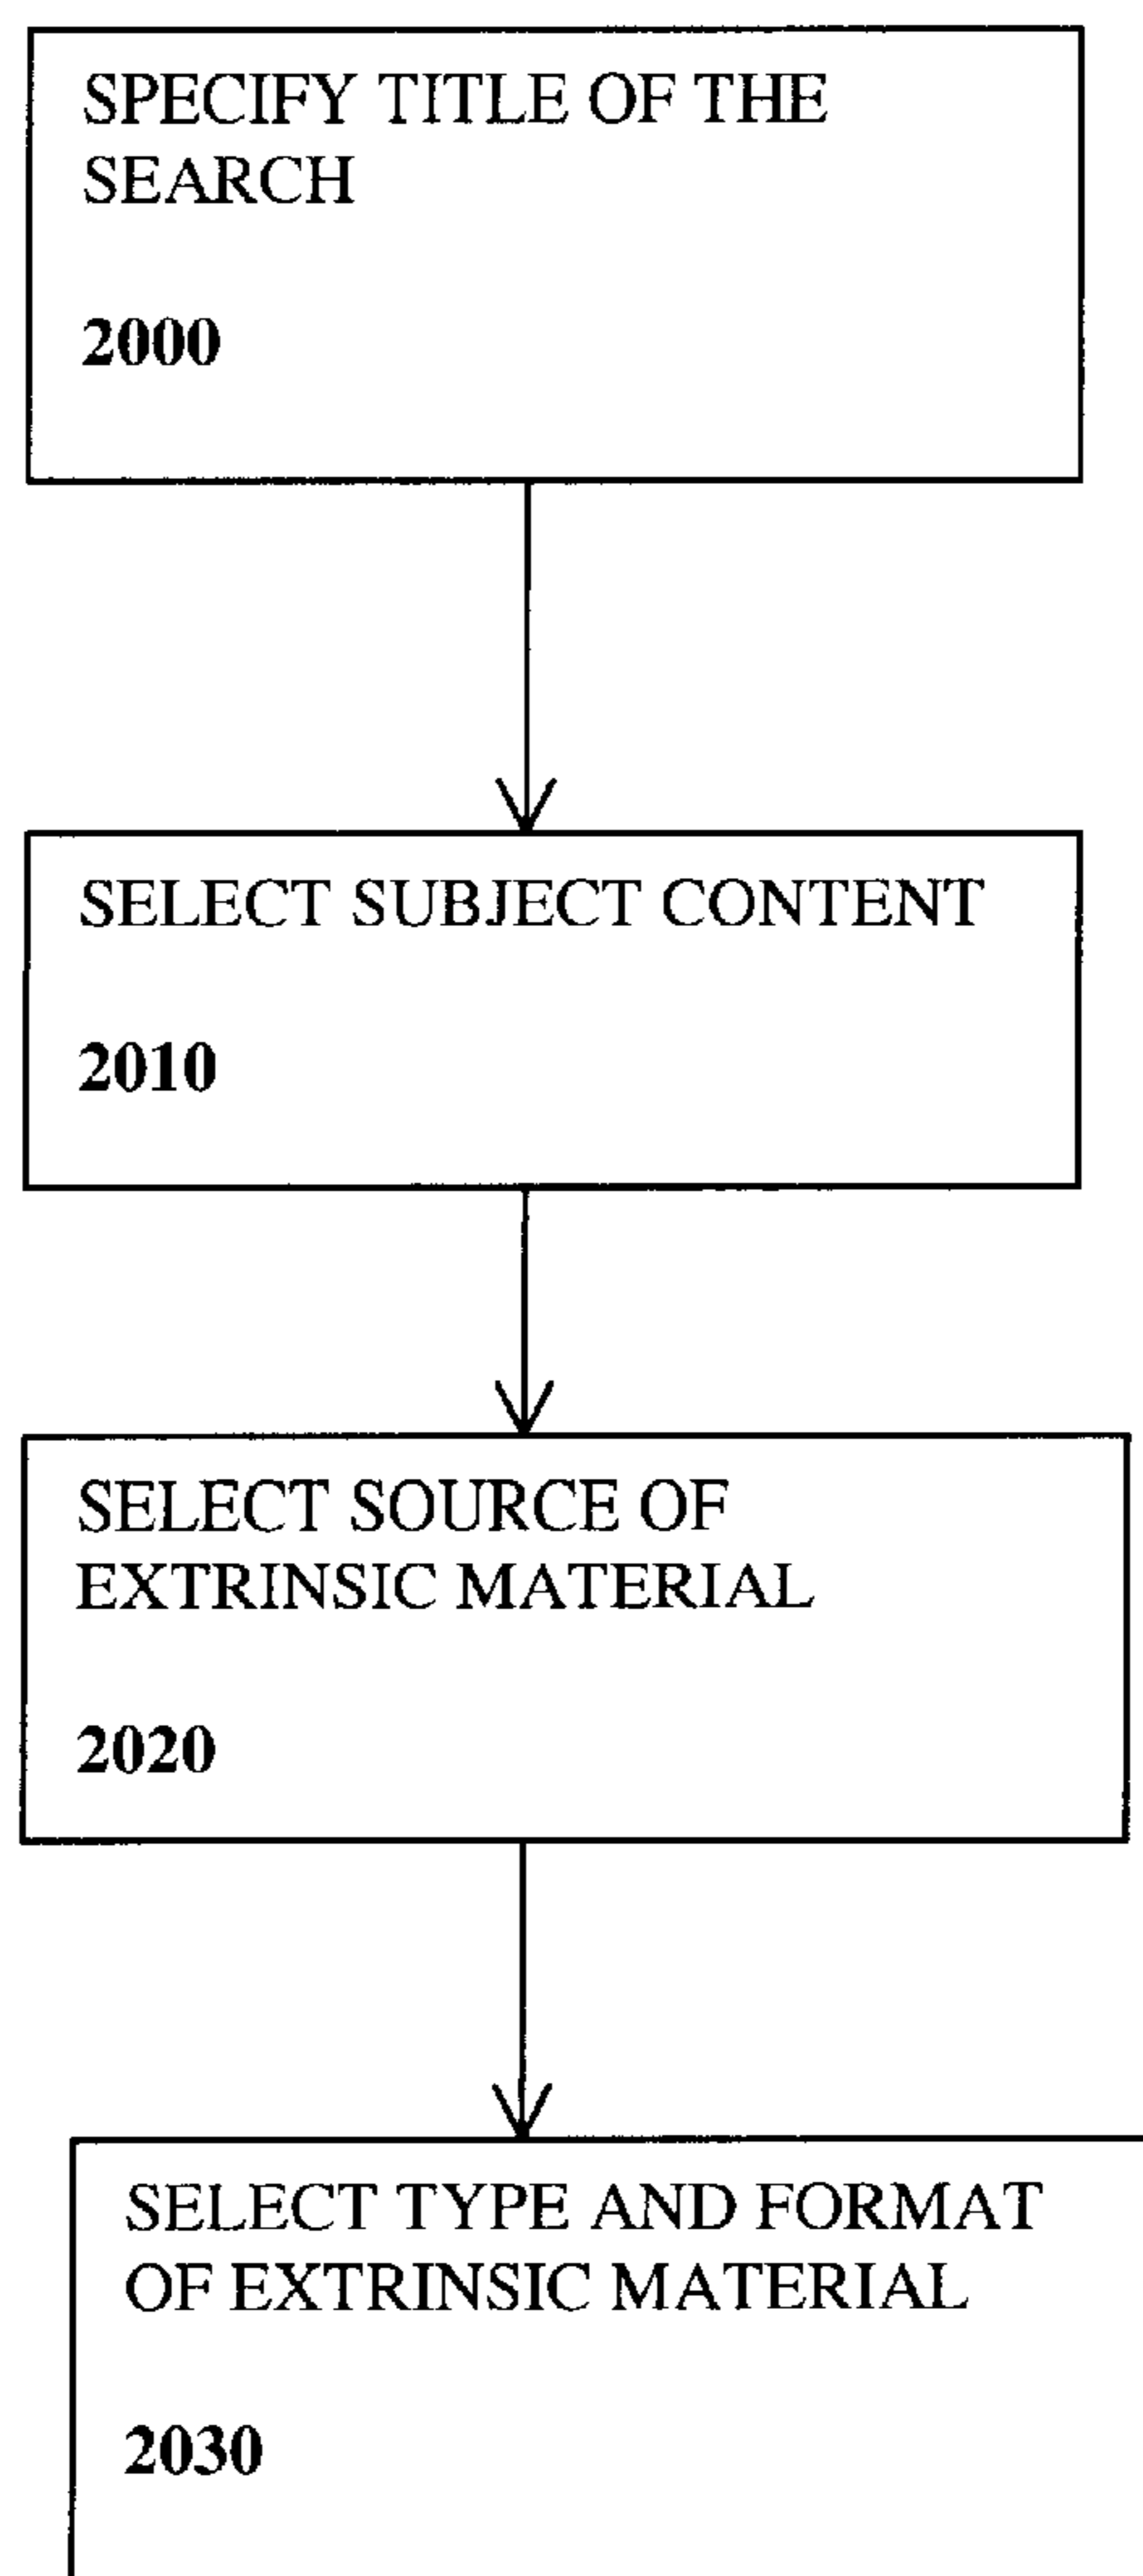 SPECIFY TITLE OF THE
SEARCH
2000
SELECT SUBJECT CONTENT
2010
SELECT SOURCE OF
EXTRINSIC MATERIAL
2020
SELECT TYPE AND FORMAT
OF EXTRINSIC MATERIAL
2030